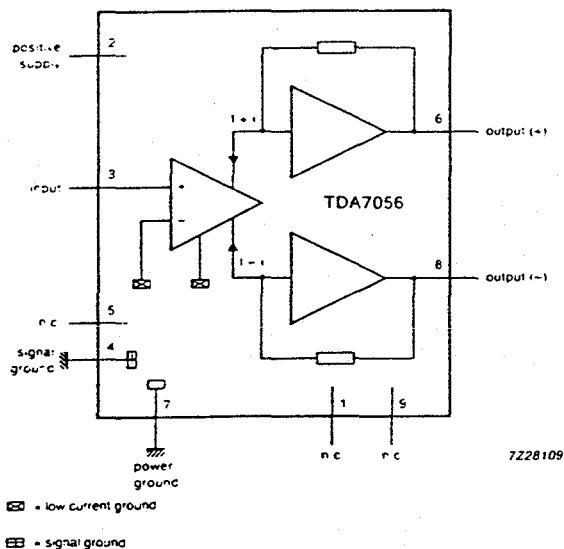 positive
supply
2
I + i
6
output (+)
3
input
TDA7056
+
−
I − i
8
output (−)
n.c.
5
signal
ground
4
7
1
9
power
ground
n.c.
n.c.
7Z28109
= low current ground
= signal ground